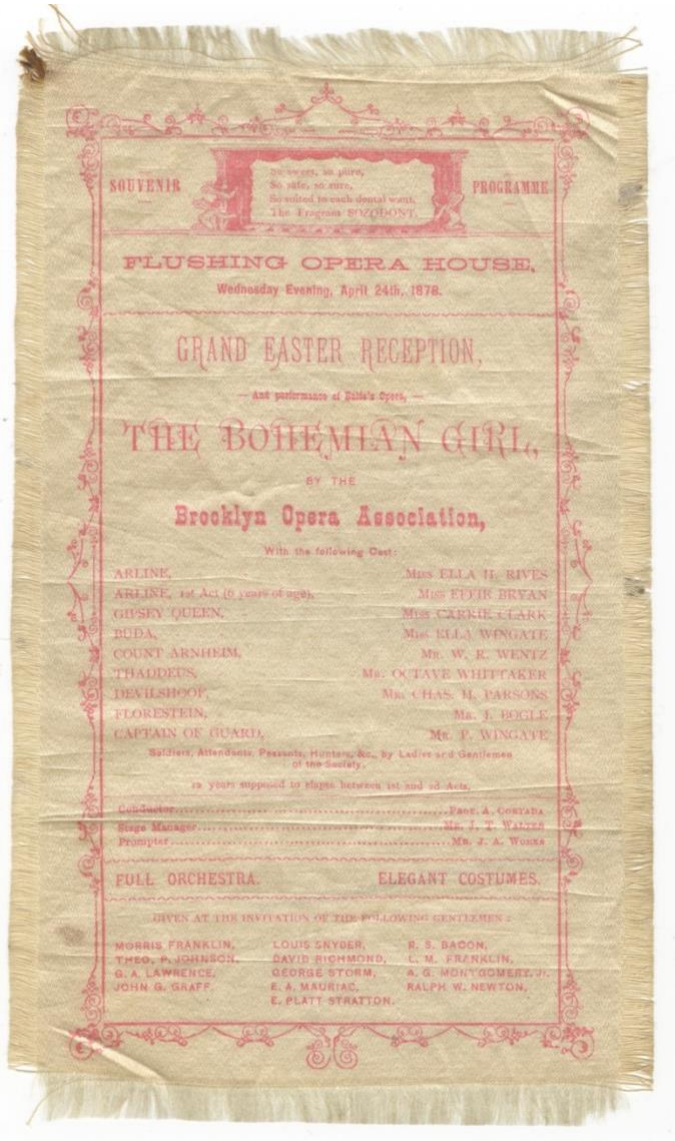 SOUVENIR
So sweet, so pure,
So safe, so sure,
So suited to each dental want,
The Fragrant SOZODONT.
PROGRAMME
FLUSHING OPERA HOUSE,
Wednesday Evening, April 24th, 1878.
GRAND EASTER RECEPTION,
— And performance of Balfe's Opera, —
THE BOHEMIAN GIRL,
BY THE
Brooklyn Opera Association,
With the following Cast:
ARLINE, Miss ELLA H. RIVES
ARLINE, 1st Act (6 years of age), Miss EFFIE BRYAN
GIPSEY QUEEN, Miss CARRIE CLARK
BUDA, Miss ELLA WINGATE
COUNT ARNHEIM, Mr. W. R. WENTZ
THADDEUS, Mr. OCTAVE WHITTAKER
DEVILSHOOF, Mr. CHAS. H. PARSONS
FLORESTEIN, Mr. J. BOGLE
CAPTAIN OF GUARD, Mr. F. WINGATE
Soldiers, Attendants, Peasants, Hunters, &c., by Ladies and Gentlemen
of the Society.
12 years supposed to elapse between 1st and 2d Acts.
Conductor Prof. A. Cortada
Stage Manager Mr. J. T. Walter
Prompter Mr. J. A.
FULL ORCHESTRA. ELEGANT COSTUMES.
GIVEN AT THE INVITATION OF THE FOLLOWING GENTLEMEN:
MORRIS FRANKLIN, LOUIS SNYDER, R. S. BACON,
THEO. P. JOHNSON, DAVID RICHMOND, L. M. FRANKLIN,
G. A. LAWRENCE, GEORGE STORM, A. G. MONTGOMERY, Jr.
JOHN G. GRAFF. E. A. MAURIAC, RALPH W. NEWTON,
E. PLATT STRATTON.